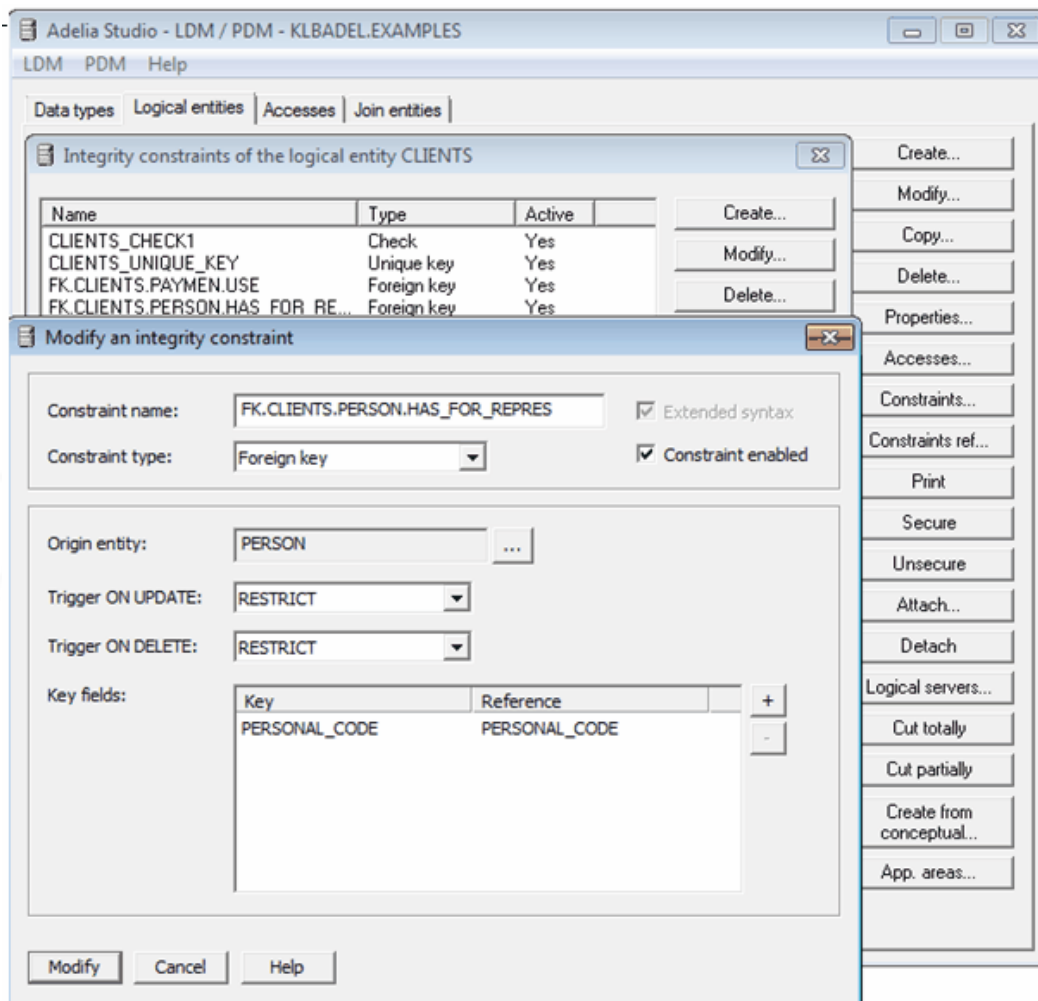 Adelia Studio - LDM / PDM - KLBADEL.EXAMPLES
LDM PDM Help
Data types Logical entities Accesses Join entities
Integrity constraints of the logical entity CLIENTS
Name Type Active
CLIENTS_CHECK1 Check Yes
CLIENTS_UNIQUE_KEY Unique key Yes
FK.CLIENTS.PAYMEN.USE Foreign key Yes
FK.CLIENTS.PERSON.HAS_FOR_RE... Foreign key Yes
Create...
Modify...
Delete...
Modify an integrity constraint
Constraint name: FK.CLIENTS.PERSON.HAS_FOR_REPRES Extended syntax
Constraint type: Foreign key Constraint enabled
Origin entity: PERSON ...
Trigger ON UPDATE: RESTRICT
Trigger ON DELETE: RESTRICT
Key fields: Key Reference +
PERSONAL_CODE PERSONAL_CODE -
Modify Cancel Help
Create...
Modify...
Copy...
Delete...
Properties...
Accesses...
Constraints...
Constraints ref...
Print
Secure
Unsecure
Attach...
Detach
Logical servers...
Cut totally
Cut partially
Create from
conceptual...
App. areas...